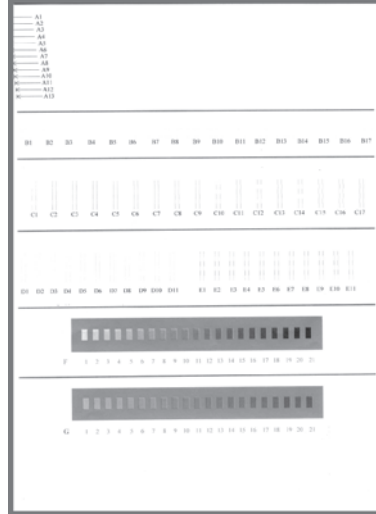 A1
A2
A3
A4
A5
A6
A7
A8
A9
A10
A11
A12
A13
B1 B2 B3 B4 B5 B6 B7 B8 B9 B10 B11 B12 B13 B14 B15 B16 B17
C1 C2 C3 C4 C5 C6 C7 C8 C9 C10 C11 C12 C13 C14 C15 C16 C17
D1 D2 D3 D4 D5 D6 D7 D8 D9 D10 D11 E1 E2 E3 E4 E5 E6 E7 E8 E9 E10 E11
F 1 2 3 4 5 6 7 8 9 10 11 12 13 14 15 16 17 18 19 20 21
G 1 2 3 4 5 6 7 8 9 10 11 12 13 14 15 16 17 18 19 20 21